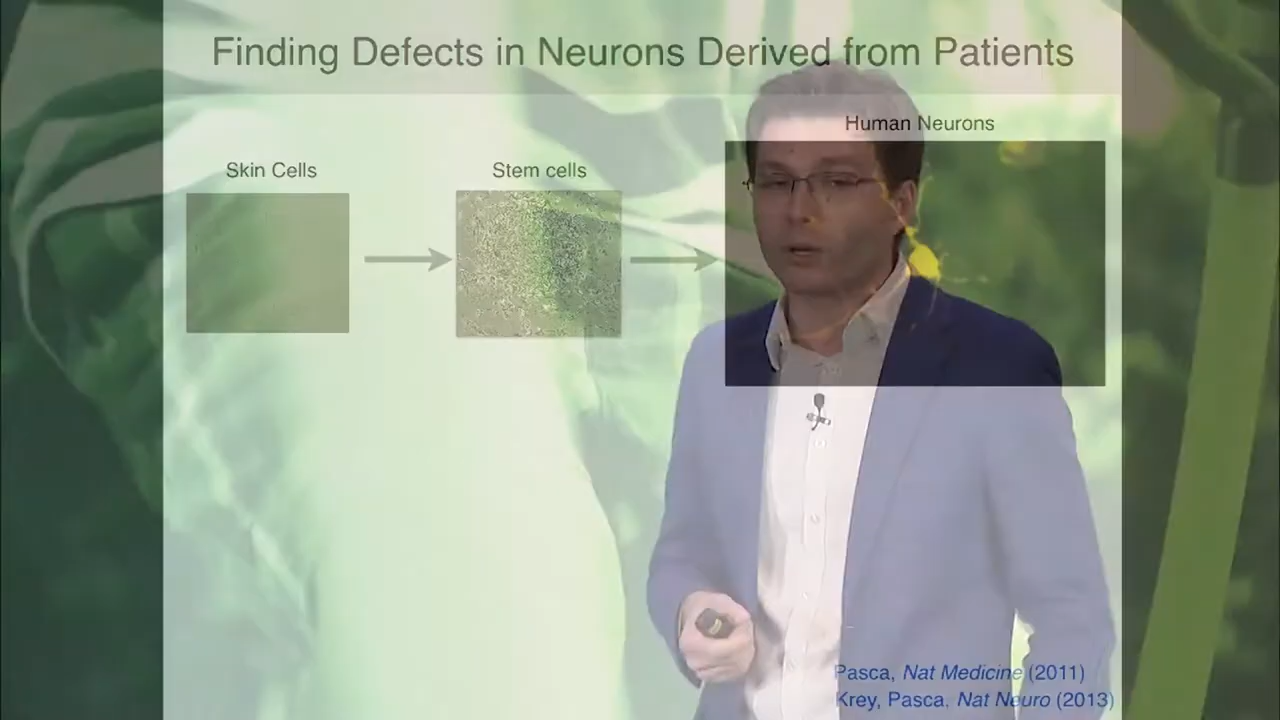 Finding Defects in Neurons Derived from Patients
Human Neurons
Skin Cells
Stem cells
Pasca, Nat Medicine (2011)
Krey, Pasca. Nat Neuro (2013)